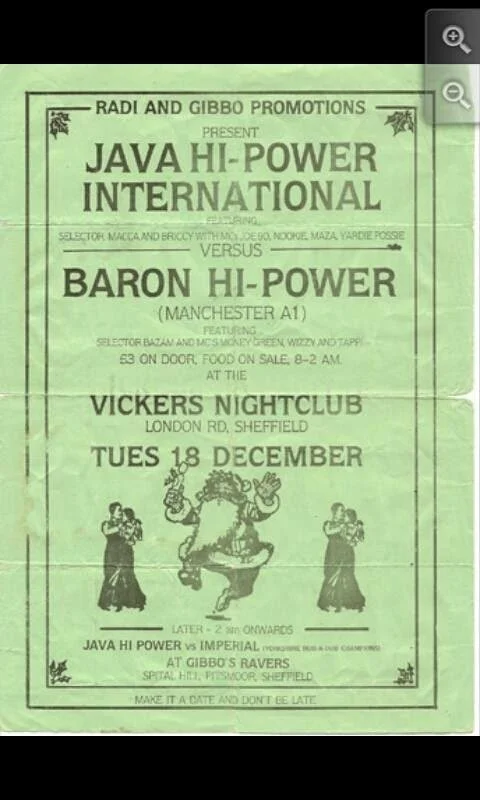 RADI AND GIBBO PROMOTIONS
PRESENT
JAVA HI-POWER
INTERNATIONAL
FEATURING
SELECTOR, MACCA AND BRICCY WITH MC'S JOE 90, NOOKIE, MAZA, YARDIE POSSIE
VERSUS
BARON HI-POWER
(MANCHESTER A1)
FEATURING
SELECTOR BAZAM AND MC'S MONEY GREEN, WIZZY AND
£3 ON DOOR, FOOD ON SALE, 8-2 AM.
AT THE
VICKERS NIGHTCLUB
LONDON RD, SHEFFIELD
TUES 18 DECEMBER
LATER - 2 am ONWARDS
JAVA HI POWER vs IMPERIAL (YORKSHIRE RUB A DUB CHAMPIONS)
AT GIBBO'S RAVERS
SPITAL HILL, PITSMOOR, SHEFFIELD
MAKE IT A DATE AND DON'T BE LATE